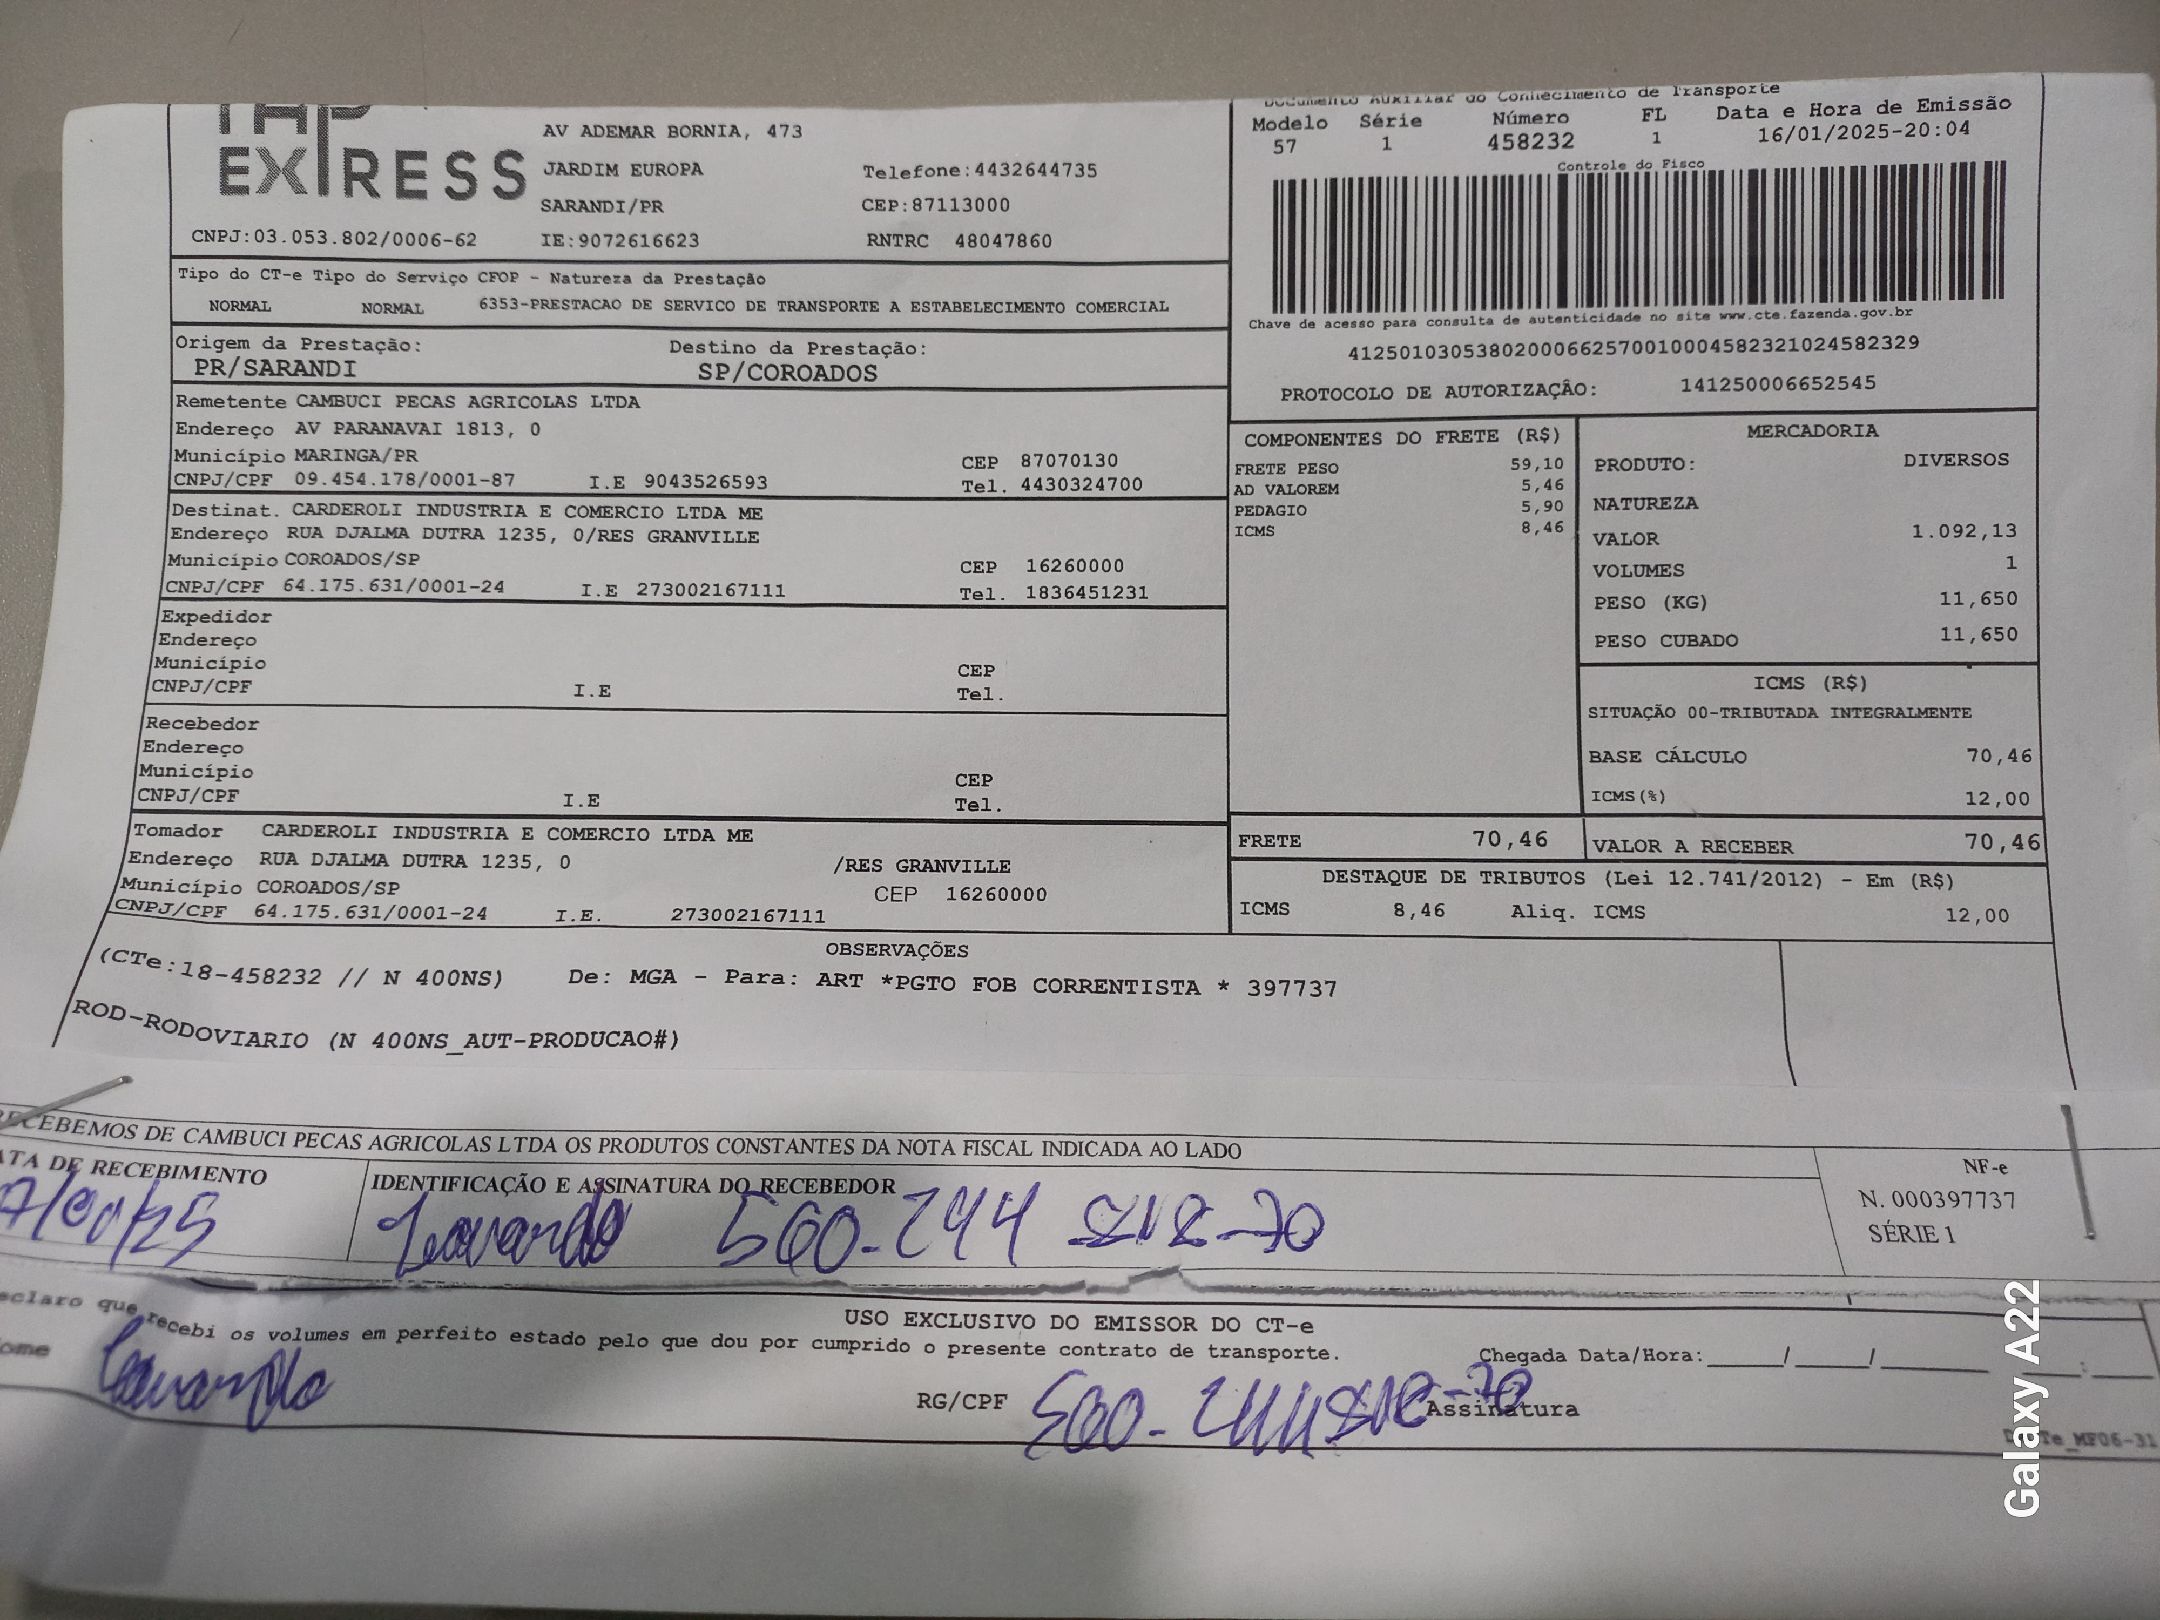 EXPRESS
AV ADEMAR BORNIA, 473
JARDIM EUROPA Telefone:4432644735
SARANDI/PR CEP:87113000
CNPJ:03.053.802/0006-62 IE:9072616623 RNTRC 48047860
Documento Auxiliar do Conhecimento de Transporte
Modelo Série Número FL Data e Hora de Emissão
57 1 458232 1 16/01/2025-20:04
Controle do Fisco
Chave de acesso para consulta de autenticidade no site www.cte.fazenda.gov.br
41250103053802000662570010004582321024582329
PROTOCOLO DE AUTORIZAÇÃO: 141250006652545
Tipo do CT-e Tipo do Serviço CFOP - Natureza da Prestação
NORMAL NORMAL 6353-PRESTACAO DE SERVICO DE TRANSPORTE A ESTABELECIMENTO COMERCIAL
Origem da Prestação: Destino da Prestação:
PR/SARANDI SP/COROADOS
Remetente CAMBUCI PECAS AGRICOLAS LTDA
Endereço AV PARANAVAI 1813, 0
Município MARINGA/PR CEP 87070130
CNPJ/CPF 09.454.178/0001-87 I.E 9043526593 Tel. 4430324700
Destinat. CARDEROLI INDUSTRIA E COMERCIO LTDA ME
Endereço RUA DJALMA DUTRA 1235, 0/RES GRANVILLE
Município COROADOS/SP CEP 16260000
CNPJ/CPF 64.175.631/0001-24 I.E 273002167111 Tel. 1836451231
Expedidor
Endereço
Município CEP
CNPJ/CPF I.E Tel.
Recebedor
Endereço
Município CEP
CNPJ/CPF I.E Tel.
Tomador CARDEROLI INDUSTRIA E COMERCIO LTDA ME
Endereço RUA DJALMA DUTRA 1235, 0 /RES GRANVILLE
Município COROADOS/SP CEP 16260000
CNPJ/CPF 64.175.631/0001-24 I.E. 273002167111
COMPONENTES DO FRETE (R$)
FRETE PESO 59,10
AD VALOREM 5,46
PEDAGIO 5,90
ICMS 8,46
MERCADORIA
PRODUTO: DIVERSOS
NATUREZA
VALOR 1.092,13
VOLUMES 1
PESO (KG) 11,650
PESO CUBADO 11,650
ICMS (R$)
SITUAÇÃO 00-TRIBUTADA INTEGRALMENTE
BASE CÁLCULO 70,46
ICMS(%) 12,00
FRETE 70,46 VALOR A RECEBER 70,46
DESTAQUE DE TRIBUTOS (Lei 12.741/2012) - Em (R$)
ICMS 8,46 Aliq. ICMS 12,00
OBSERVAÇÕES
(CTe:18-458232 // N 400NS) De: MGA - Para: ART *PGTO FOB CORRENTISTA * 397737
ROD-RODOVIARIO (N 400NS_AUT-PRODUCAO#)
RECEBEMOS DE CAMBUCI PECAS AGRICOLAS LTDA OS PRODUTOS CONSTANTES DA NOTA FISCAL INDICADA AO LADO
ATA DE RECEBIMENTO IDENTIFICAÇÃO E ASSINATURA DO RECEBEDOR
560.244
NF-e
N. 000397737
SÉRIE 1
USO EXCLUSIVO DO EMISSOR DO CT-e
eclaro que recebi os volumes em perfeito estado pelo que dou por cumprido o presente contrato de transporte.
ome RG/CPF Assinatura
Chegada Data/Hora:____/____/______ :
Te_MF06-31
Galaxy A22